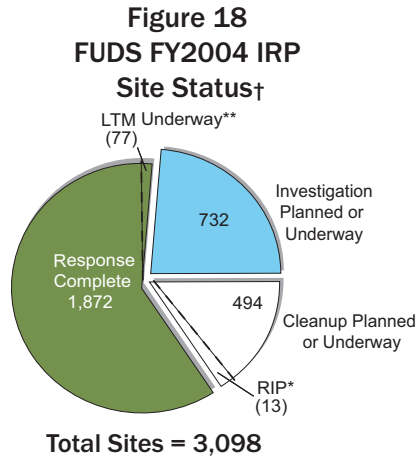 Figure 18
FUDS FY2004 IRP
Site Status†
LTM Underway**
(77)
732
Investigation
Planned or
Underway
Response
Complete
1,872
494
Cleanup Planned
or Underway
RIP*
(13)
Total Sites = 3,098